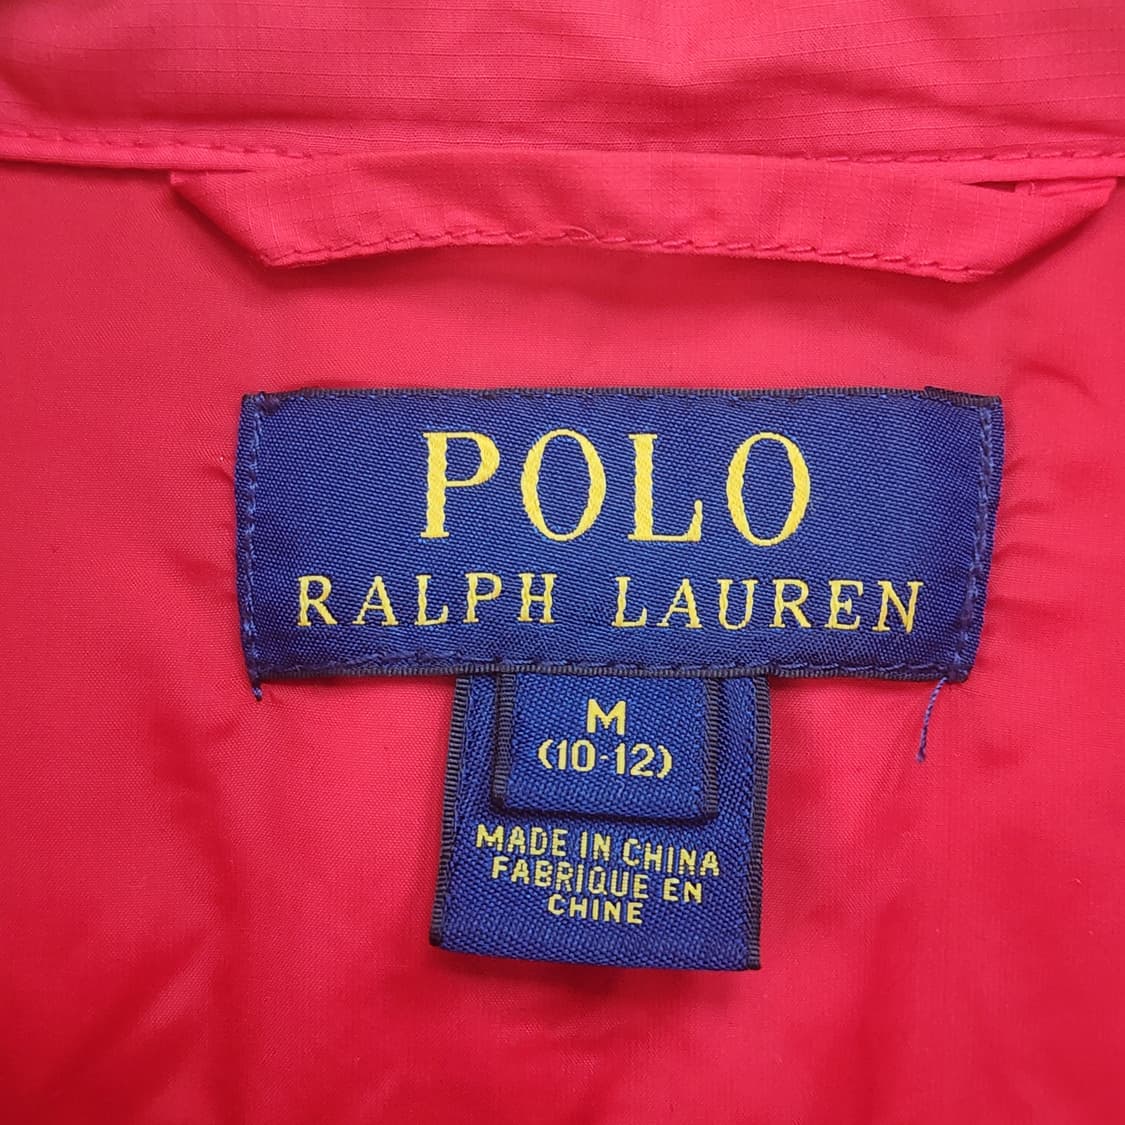 POLO
RALPH LAUREN
M
(10-12)
MADE IN CHINA
FABRIQUE EN
CHINE